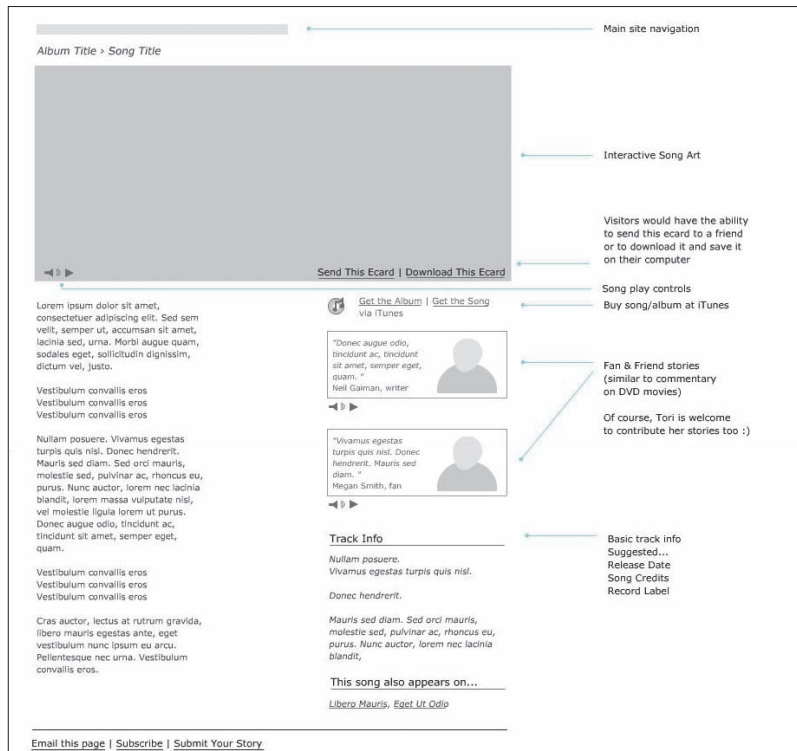 Main site navigation
Album Title › Song Title
Interactive Song Art
Visitors would have the ability
to send this ecard to a friend
or to download it and save it
on their computer
Send This Ecard | Download This Ecard
Song play controls
Get the Album | Get the Song
via iTunes
Buy song/album at iTunes
Lorem ipsum dolor sit amet,
consectetuer adipiscing elit. Sed sem
velit, semper ut, accumsan sit amet,
lacinia sed, urna. Morbi augue quam,
sodales eget, sollicitudin dignissim,
dictum vel, justo.
Vestibulum convallis eros
Vestibulum convallis eros
Vestibulum convallis eros
Nullam posuere. Vivamus egestas
turpis quis nisl. Donec hendrerit.
Mauris sed diam. Sed orci mauris,
molestie sed, pulvinar ac, rhoncus eu,
purus. Nunc auctor, lorem nec lacinia
blandit, lorem massa vulputate nisl,
vel molestie ligula lorem ut purus.
Donec augue odio, tincidunt ac,
tincidunt sit amet, semper eget,
quam.
Vestibulum convallis eros
Vestibulum convallis eros
Vestibulum convallis eros
Cras auctor, lectus at rutrum gravida,
libero mauris egestas ante, eget
vestibulum nunc ipsum eu arcu.
Pellentesque nec urna. Vestibulum
convallis eros.
"Donec augue odio,
tincidunt ac, tincidunt
sit amet, semper eget,
quam. "
Neil Gaiman, writer
Fan & Friend stories
(similar to commentary
on DVD movies)
Of course, Tori is welcome
to contribute her stories too :)
"Vivamus egestas
turpis quis nisl. Donec
hendrerit. Mauris sed
diam. "
Megan Smith, fan
Track Info
Nullam posuere.
Vivamus egestas turpis quis nisl.
Donec hendrerit.
Mauris sed diam. Sed orci mauris,
molestie sed, pulvinar ac, rhoncus eu,
purus. Nunc auctor, lorem nec lacinia
blandit,
Basic track info
Suggested...
Release Date
Song Credits
Record Label
This song also appears on...
Libero Mauris, Eget Ut Odio
Email this page | Subscribe | Submit Your Story